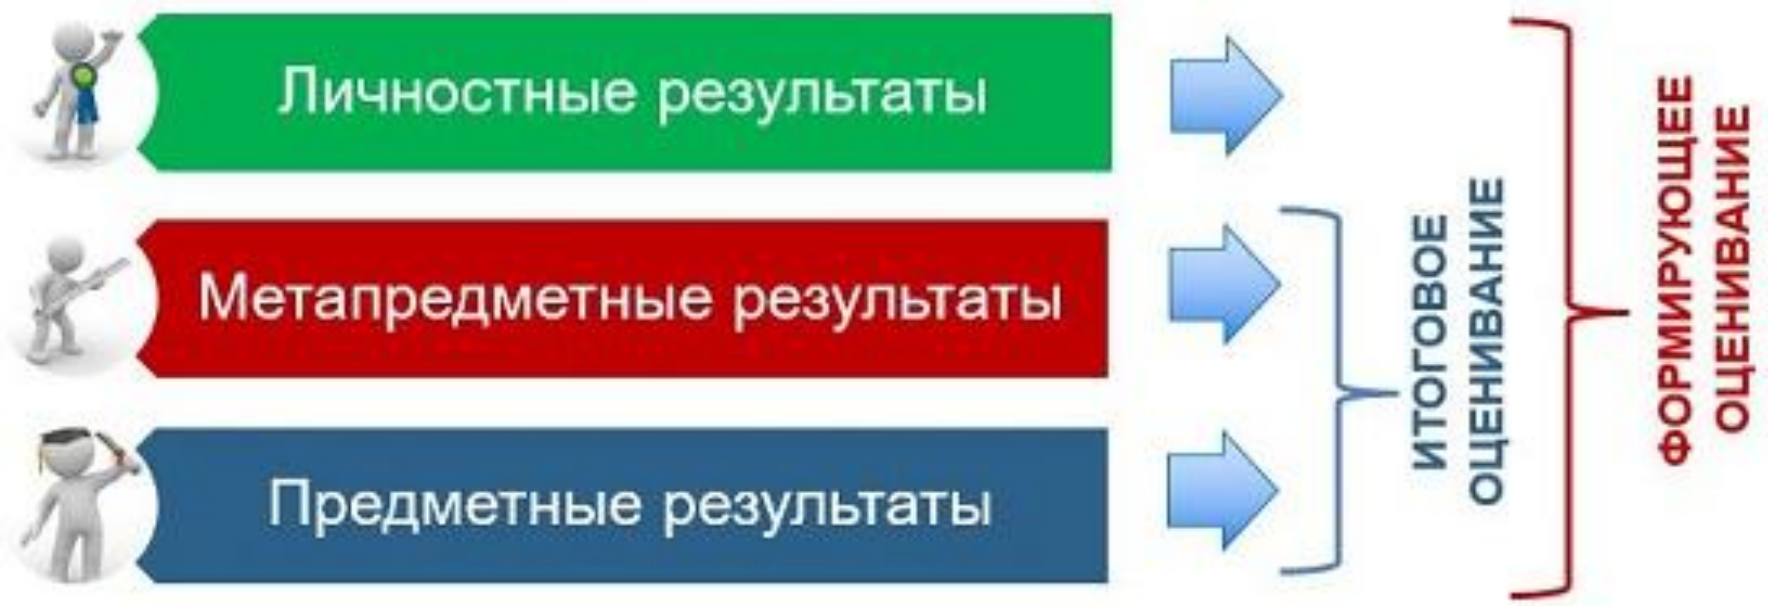 Личностные результаты
Метапредметные результаты
Предметные результаты
ИТОГОВОЕ
ОЦЕНИВАНИЕ
ФОРМИРУЮЩЕЕ
ОЦЕНИВАНИЕ